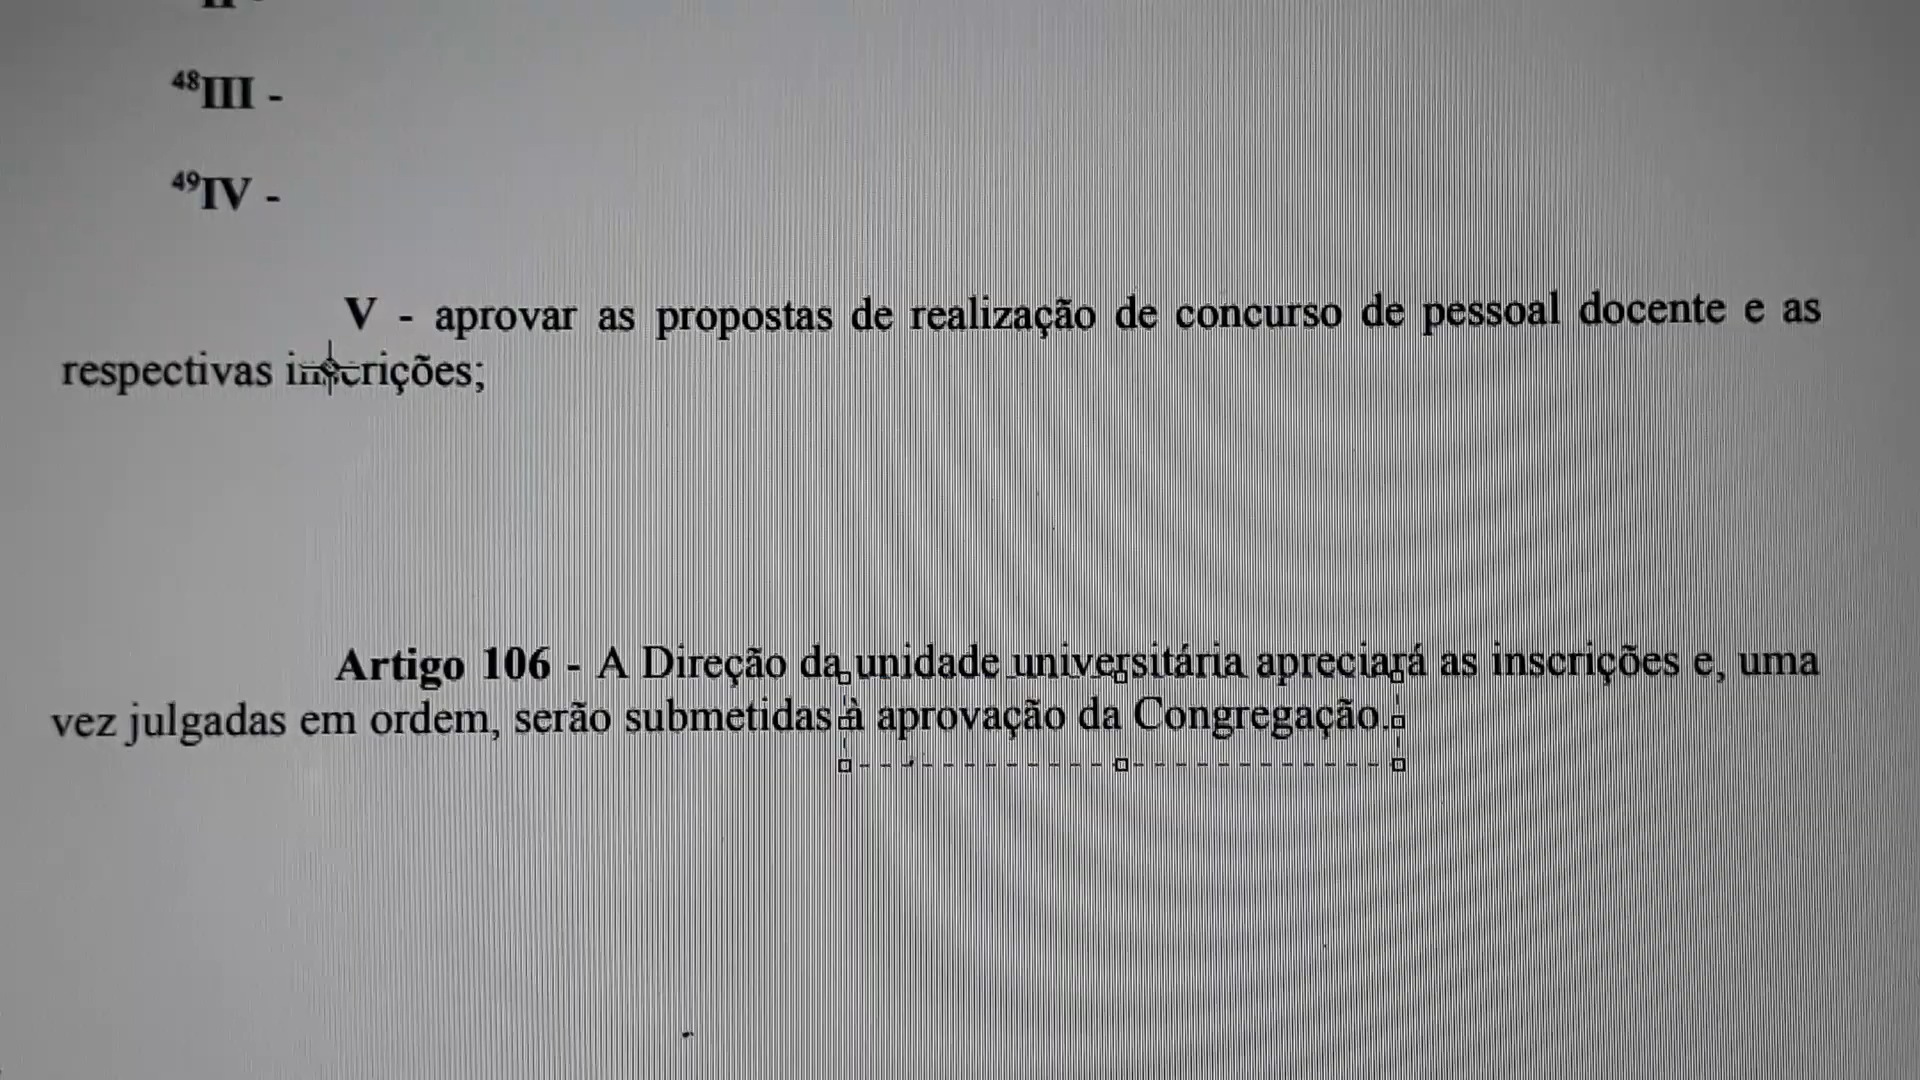 48III -
49IV -
V - aprovar as propostas de realização de concurso de pessoal docente e as
respectivas inscrições;
Artigo 106 - A Direção da unidade universitária apreciará as inscrições e, uma
vez julgadas em ordem, serão submetidas à aprovação da Congregação.